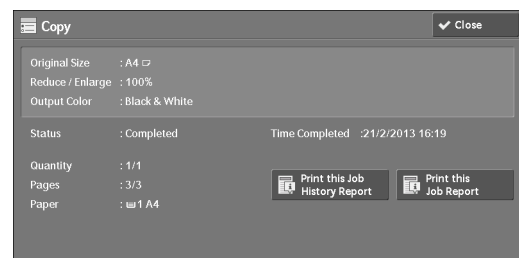 Copy
Close
Original Size : A4
Reduce / Enlarge : 100%
Output Color : Black & White
Status : Completed Time Completed :21/2/2013 16:19
Quantity : 1/1
Pages : 3/3
Paper : 1 A4
Print this Job
History Report
Print this
Job Report